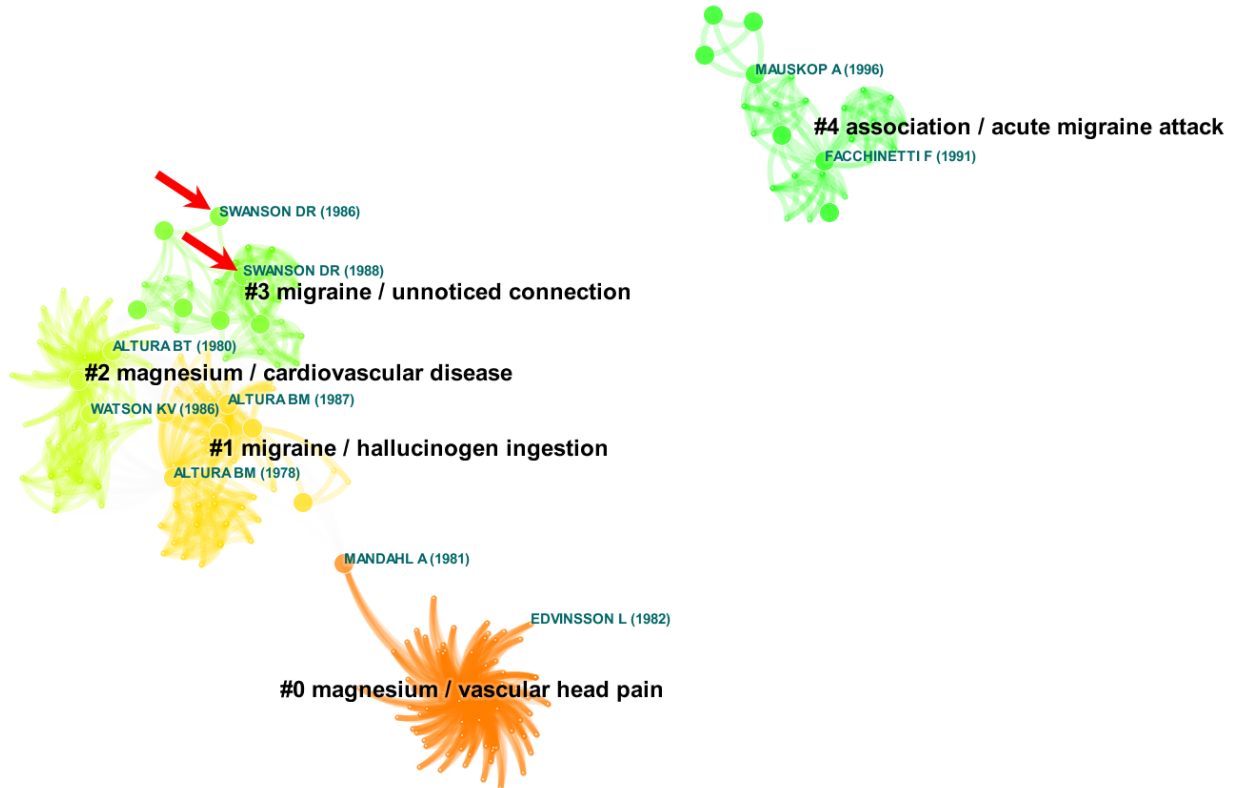 MAUSKOP A (1996)
#4 association / acute migraine attack
FACCHINETTI F (1991)
SWANSON DR (1986)
SWANSON DR (1988)
#3 migraine / unnoticed connection
ALTURA BT (1980)
#2 magnesium / cardiovascular disease
ALTURA BM (1987)
WATSON KV (1986)
#1 migraine / hallucinogen ingestion
ALTURA BM (1978)
MANDAHL A (1981)
EDVINSSON L (1982)
#0 magnesium / vascular head pain